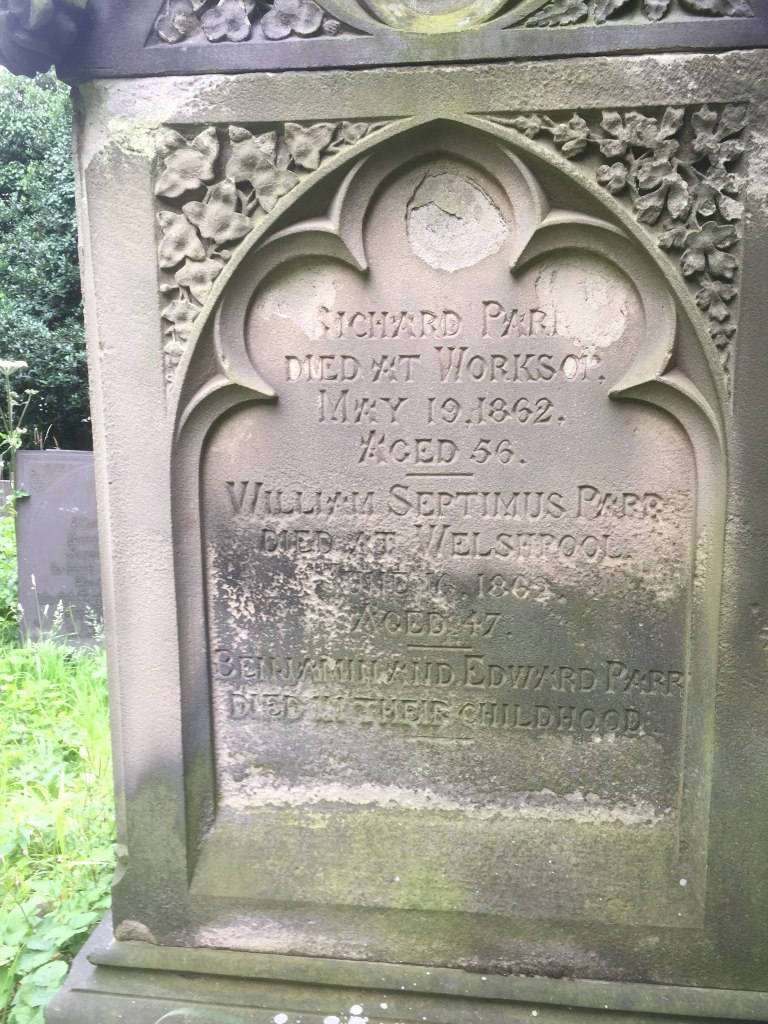 RICHARD PARR
DIED AT WORKSOP.
MAY 19. 1862.
AGED 56.
WILLIAM SEPTIMUS PARR
DIED AT WELSHPOOL.
JUNE 16. 1862.
AGED 47.
BENJAMIN AND EDWARD PARR
DIED IN THEIR CHILDHOOD.